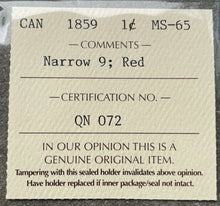 CAN 1859 1¢ MS-65
COMMENTS
Narrow 9; Red
CERTIFICATION NO.
QN 072
IN OUR OPINION THIS IS A
GENUINE ORIGINAL ITEM.
Tampering with this sealed holder invalidates above opinion.
Have holder replaced if inner package/seal not intact.